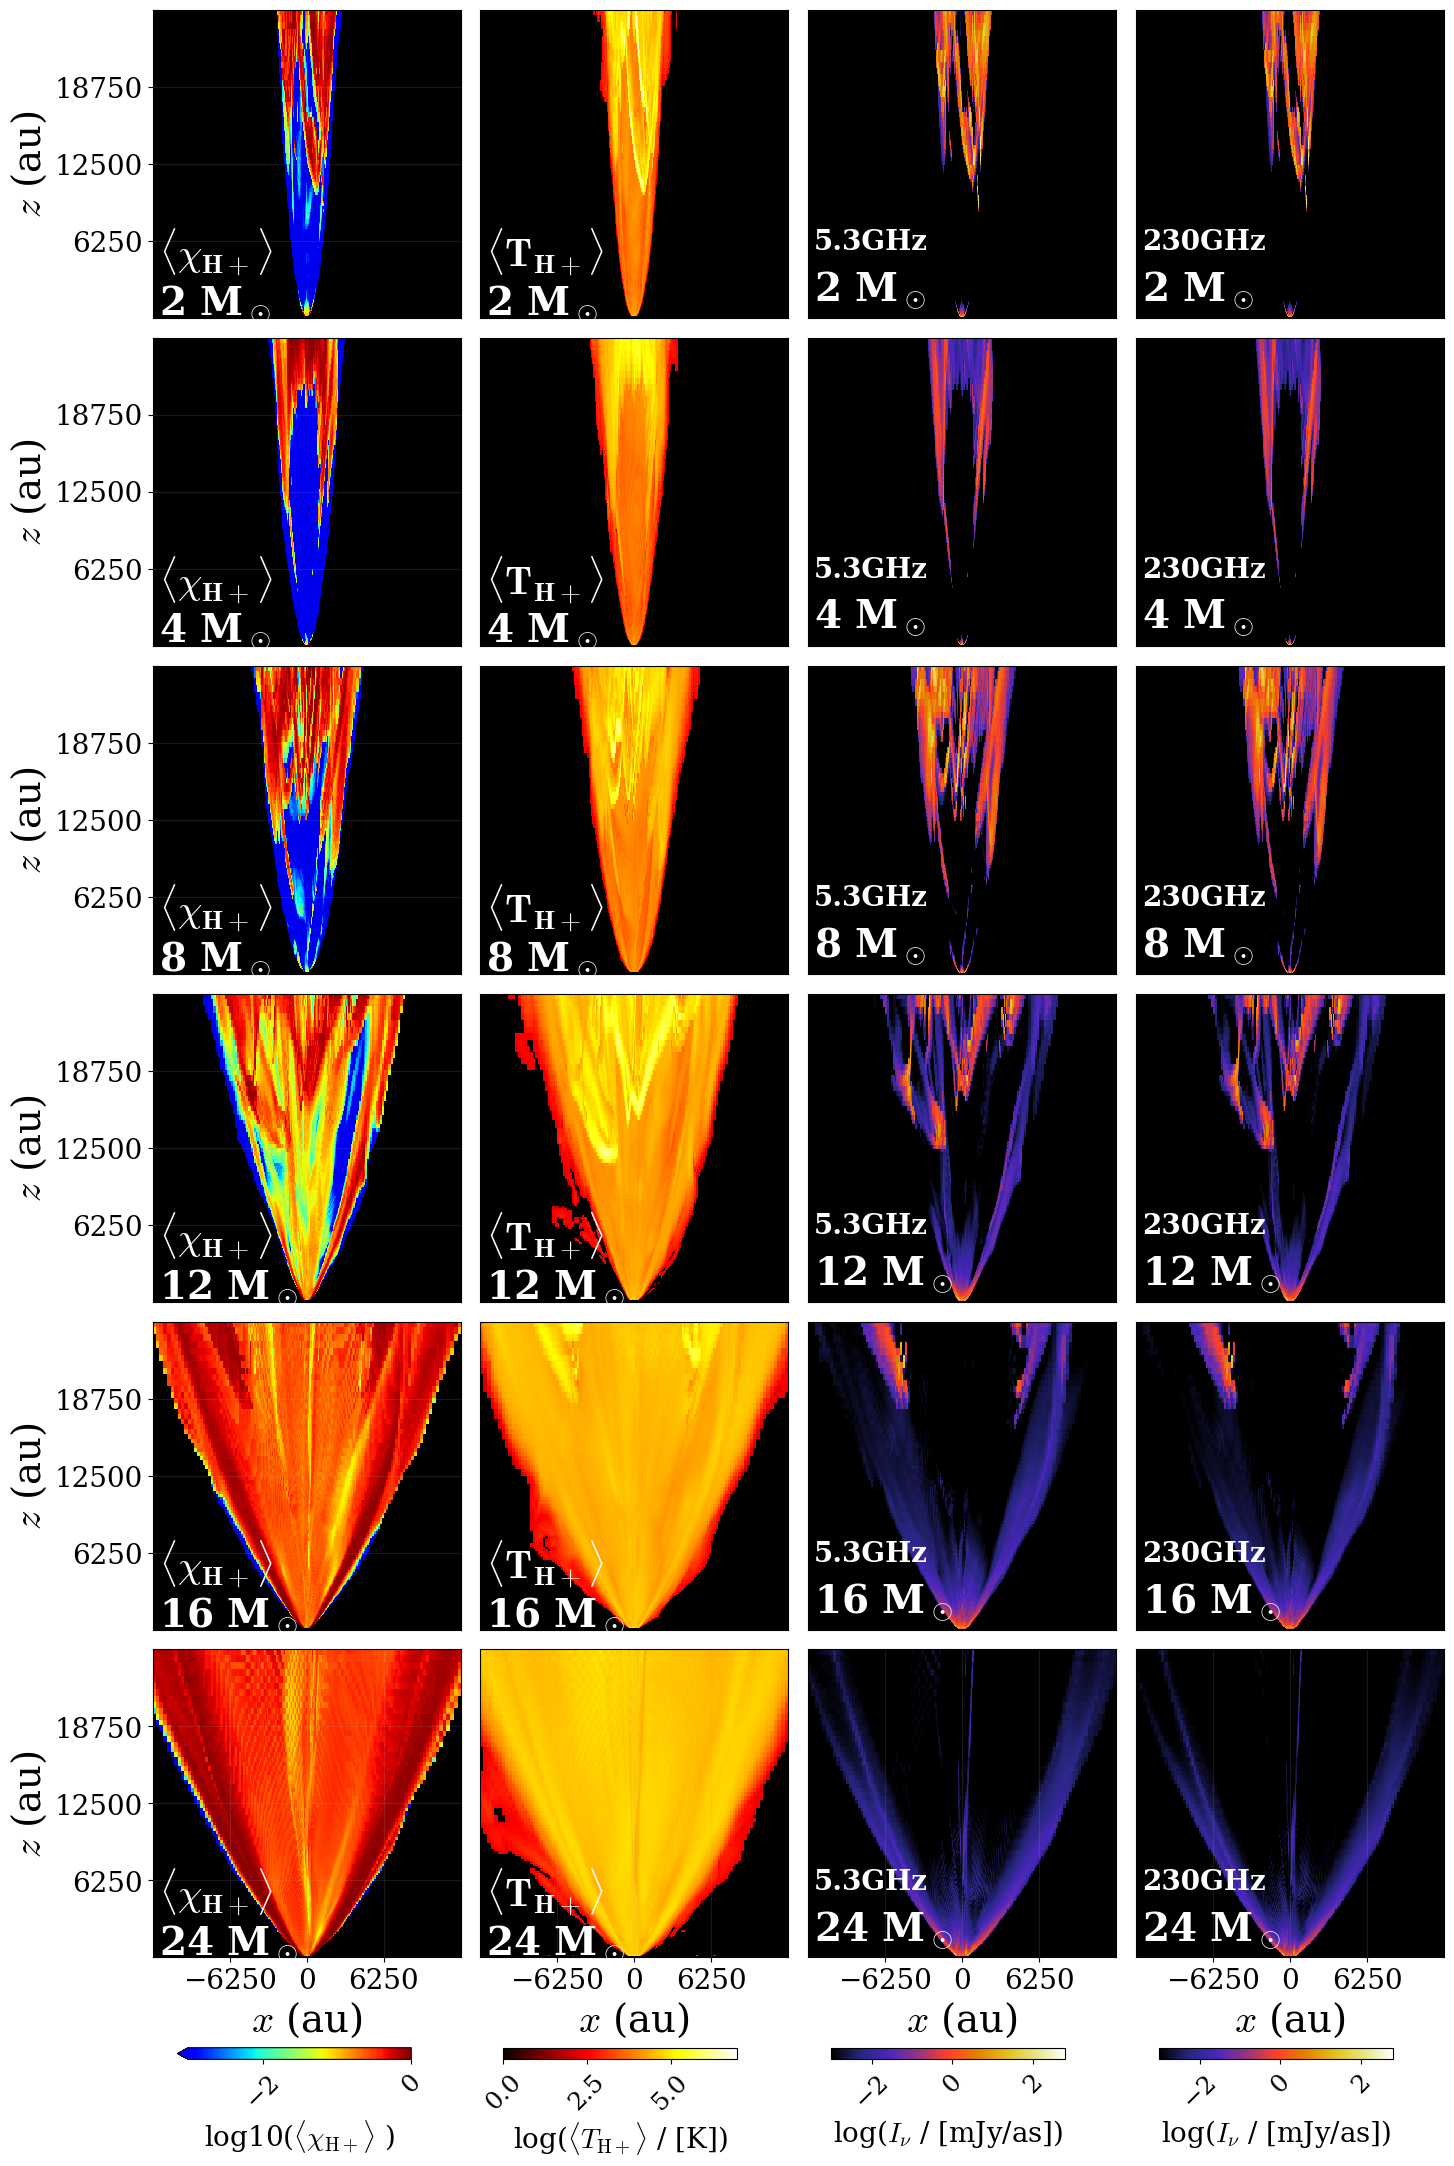 z (au)
18750
12500
6250
⟨χH+⟩
2 M⊙
⟨TH+⟩
2 M⊙
5.3GHz
2 M⊙
230GHz
2 M⊙
z (au)
18750
12500
6250
⟨χH+⟩
4 M⊙
⟨TH+⟩
4 M⊙
5.3GHz
4 M⊙
230GHz
4 M⊙
z (au)
18750
12500
6250
⟨χH+⟩
8 M⊙
⟨TH+⟩
8 M⊙
5.3GHz
8 M⊙
230GHz
8 M⊙
z (au)
18750
12500
6250
⟨χH+⟩
12 M⊙
⟨TH+⟩
12 M⊙
5.3GHz
12 M⊙
230GHz
12 M⊙
z (au)
18750
12500
6250
⟨χH+⟩
16 M⊙
⟨TH+⟩
16 M⊙
5.3GHz
16 M⊙
230GHz
16 M⊙
z (au)
18750
12500
6250
⟨χH+⟩
24 M⊙
⟨TH+⟩
24 M⊙
5.3GHz
24 M⊙
230GHz
24 M⊙
−6250 0 6250
−6250 0 6250
−6250 0 6250
−6250 0 6250
x (au)
x (au)
x (au)
x (au)
−2 0
0.0 2.5 5.0
−2 0 2
−2 0 2
log10(⟨χH+⟩ )
log(⟨TH+⟩ / [K])
log(Iν / [mJy/as])
log(Iν / [mJy/as])